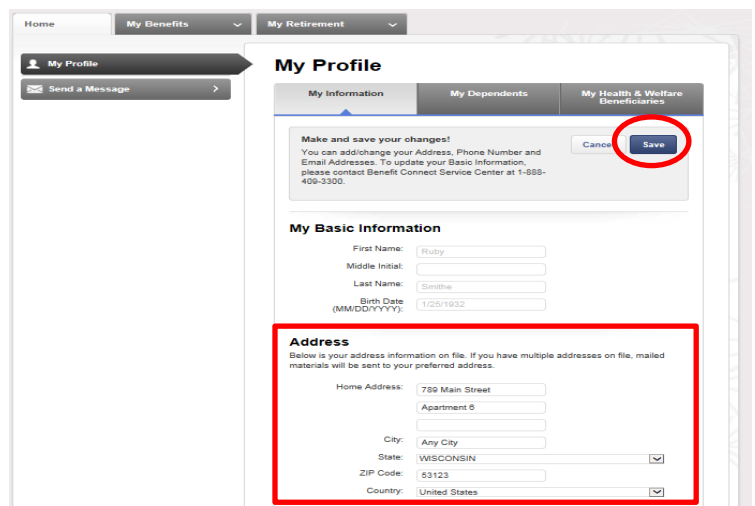 Home
My Benefits
My Retirement
My Profile
Send a Message
My Profile
My Information
My Dependents
My Health & Welfare
Beneficiaries
Make and save your changes!
You can add/change your Address, Phone Number and
Email Addresses. To update your Basic Information,
please contact Benefit Connect Service Center at 1-888-
409-3300.
Cancel
Save
My Basic Information
First Name: Ruby
Middle Initial:
Last Name: Smithe
Birth Date
(MM/DD/YYYY): 1/25/1932
Address
Below is your address information on file. If you have multiple addresses on file, mailed
materials will be sent to your preferred address.
Home Address: 789 Main Street
Apartment 6
City: Any City
State: WISCONSIN
ZIP Code: 53123
Country: United States